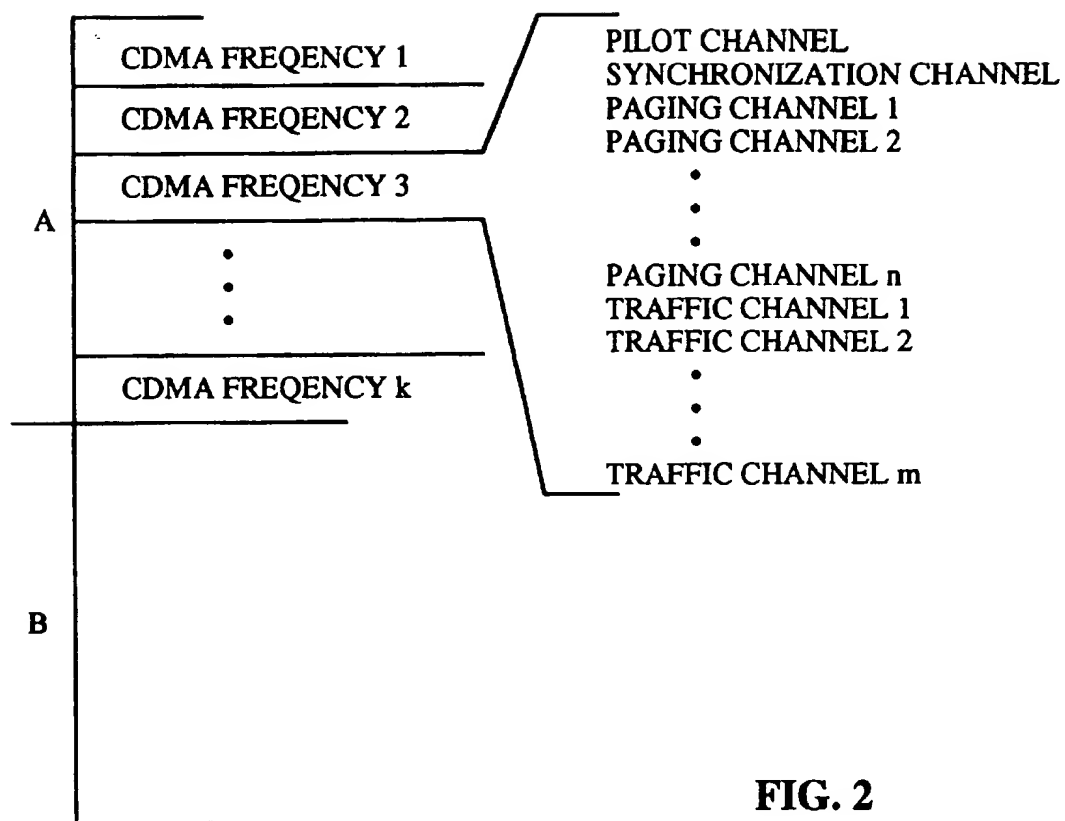 CDMA FREQENCY 1
CDMA FREQENCY 2
CDMA FREQENCY 3
CDMA FREQENCY k
A
B
PILOT CHANNEL
SYNCHRONIZATION CHANNEL
PAGING CHANNEL 1
PAGING CHANNEL 2
PAGING CHANNEL n
TRAFFIC CHANNEL 1
TRAFFIC CHANNEL 2
TRAFFIC CHANNEL m
FIG. 2